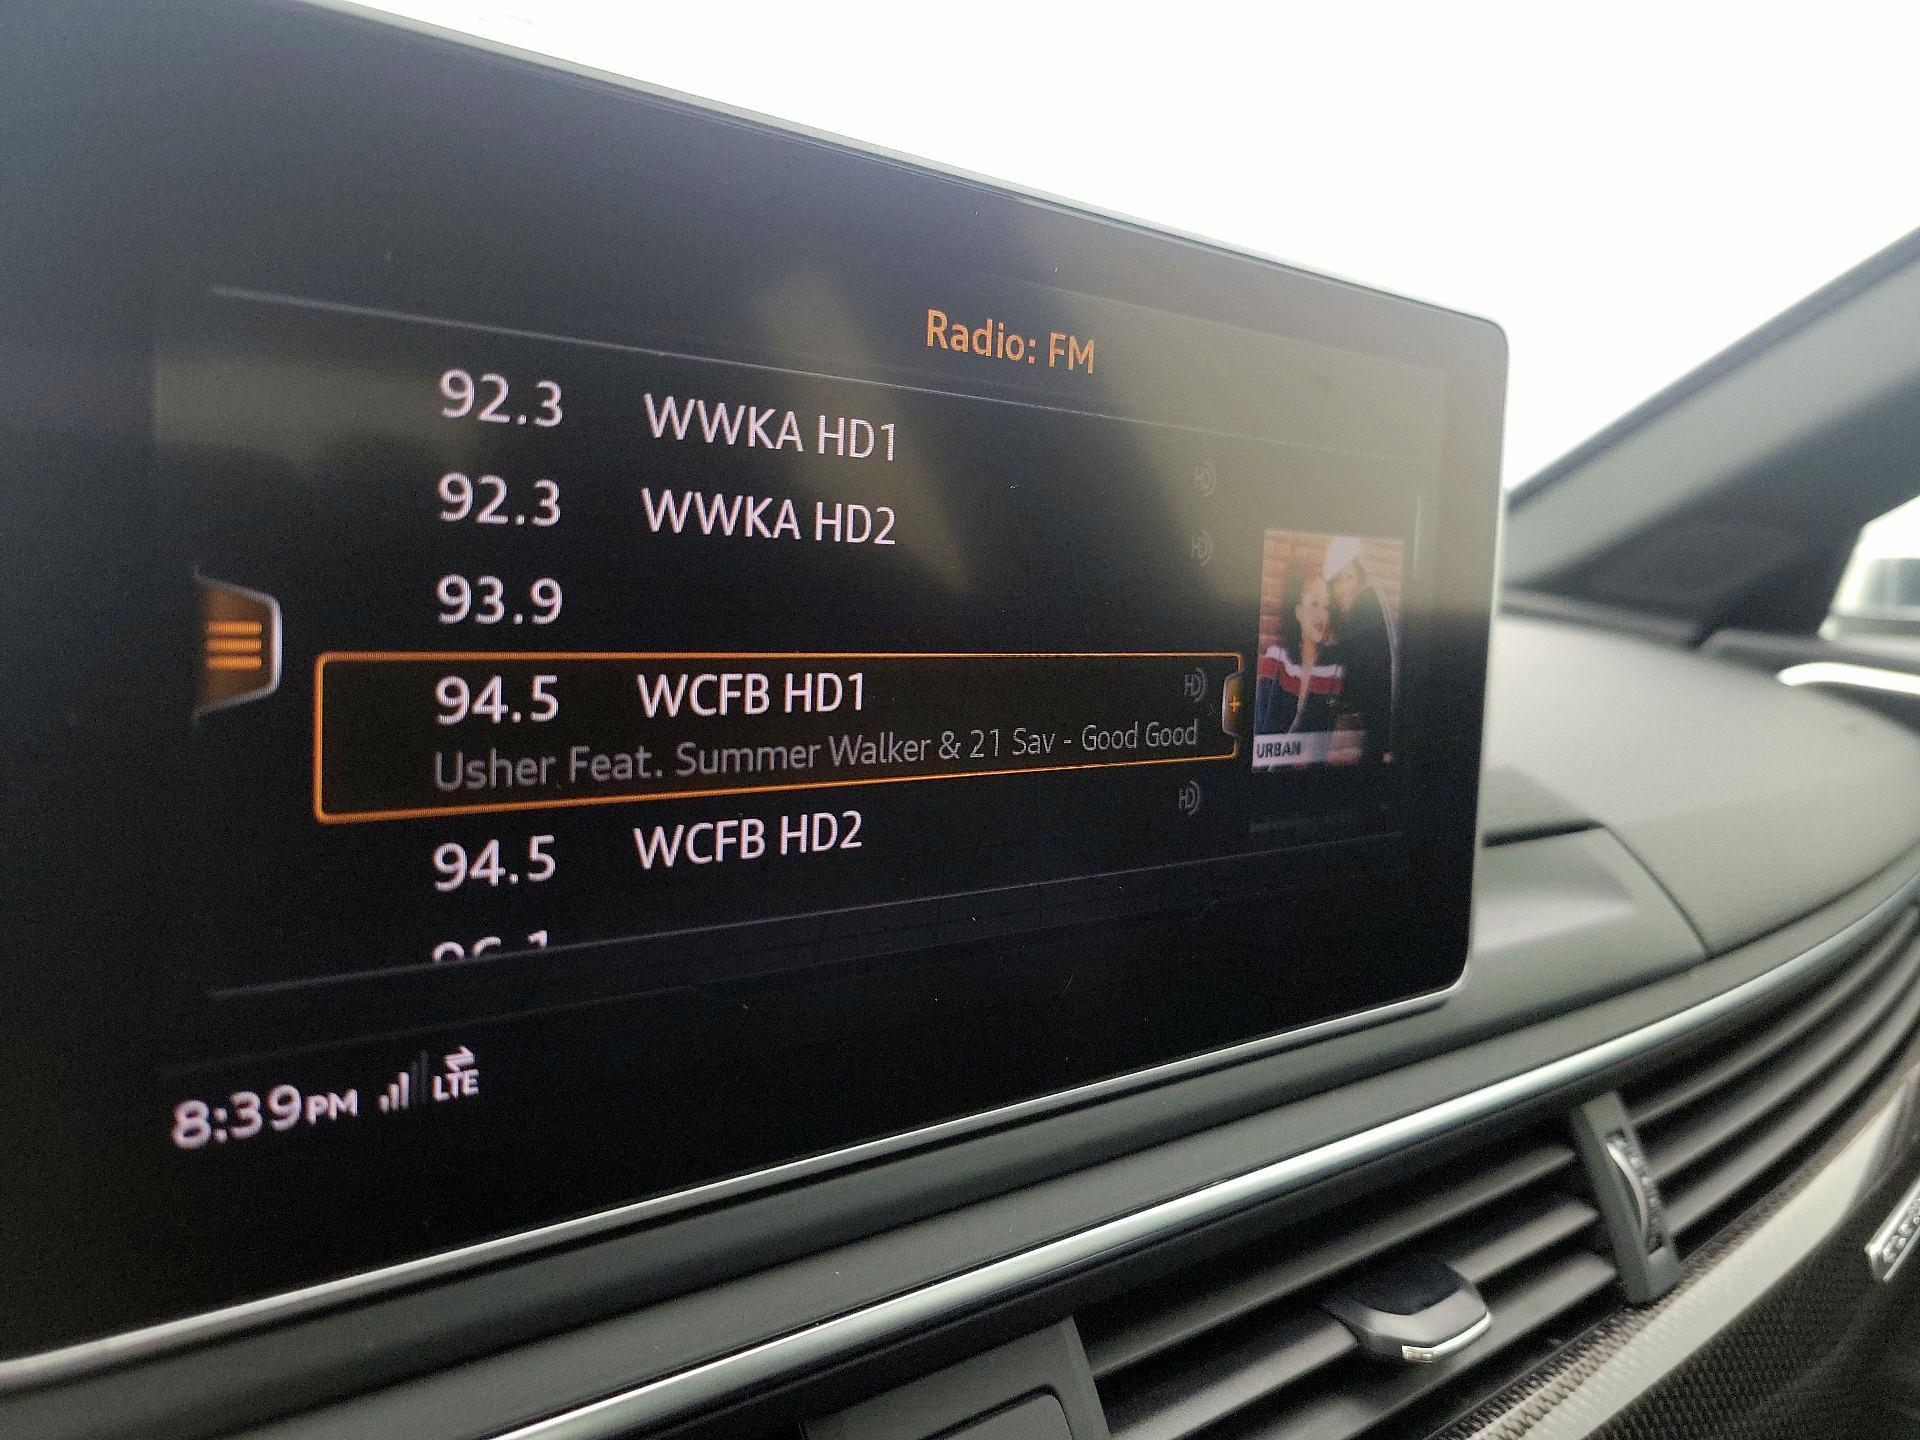 Radio: FM
92.3 WWKA HD1
92.3 WWKA HD2
93.9
94.5 WCFB HD1
Usher Feat. Summer Walker & 21 Sav - Good Good
URBAN
94.5 WCFB HD2
8:39PM LTE